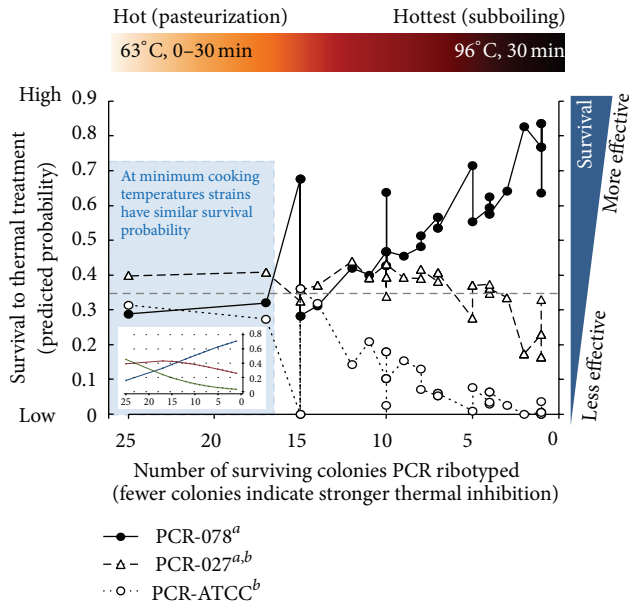 Hot (pasteurization)
Hottest (subboiling)
63°C, 0–30 min
96°C, 30 min
High
0.9
0.8
0.7
0.6
0.5
0.4
0.3
0.2
0.1
0
Low
Survival to thermal treatment
(predicted probability)
At minimum cooking
temperatures strains
have similar survival
probability
0.8
0.6
0.4
0.2
0
25
20
15
10
5
0
Survival
More effective
Less effective
25
20
15
10
5
0
Number of surviving colonies PCR ribotyped
(fewer colonies indicate stronger thermal inhibition)
PCR-078a
PCR-027a,b
PCR-ATCCb